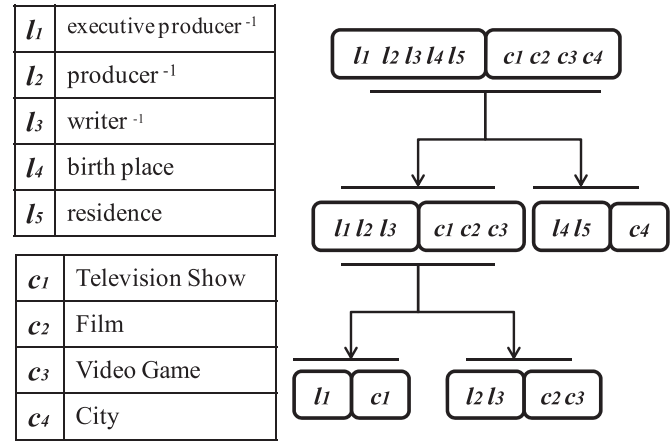 l1 executive producer -1
l2 producer -1
l3 writer -1
l4 birth place
l5 residence
c1 Television Show
c2 Film
c3 Video Game
c4 City
l1 l2 l3 l4 l5 c1 c2 c3 c4
l1 l2 l3 c1 c2 c3 l4 l5 c4
l1 c1 l2 l3 c2 c3